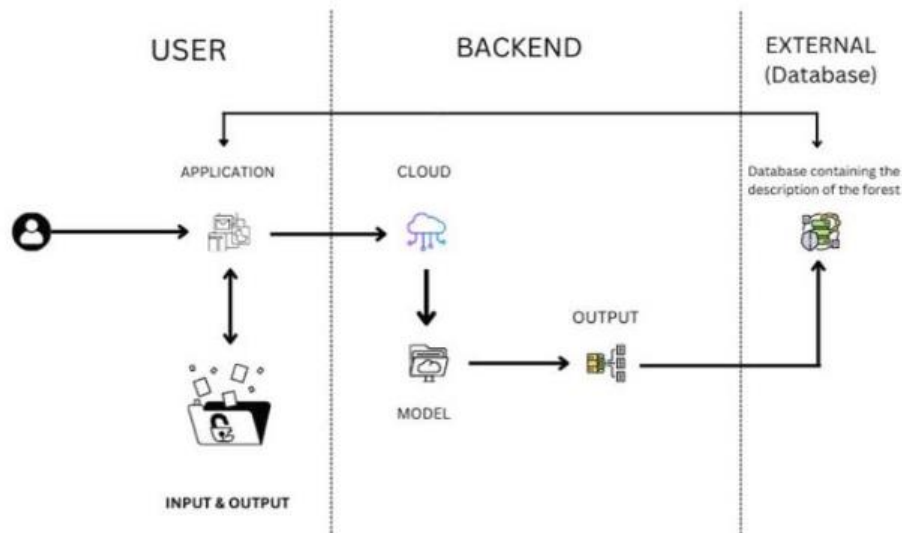 USER
BACKEND
EXTERNAL
(Database)
APPLICATION
CLOUD
Database containing the
description of the forest
OUTPUT
MODEL
INPUT & OUTPUT